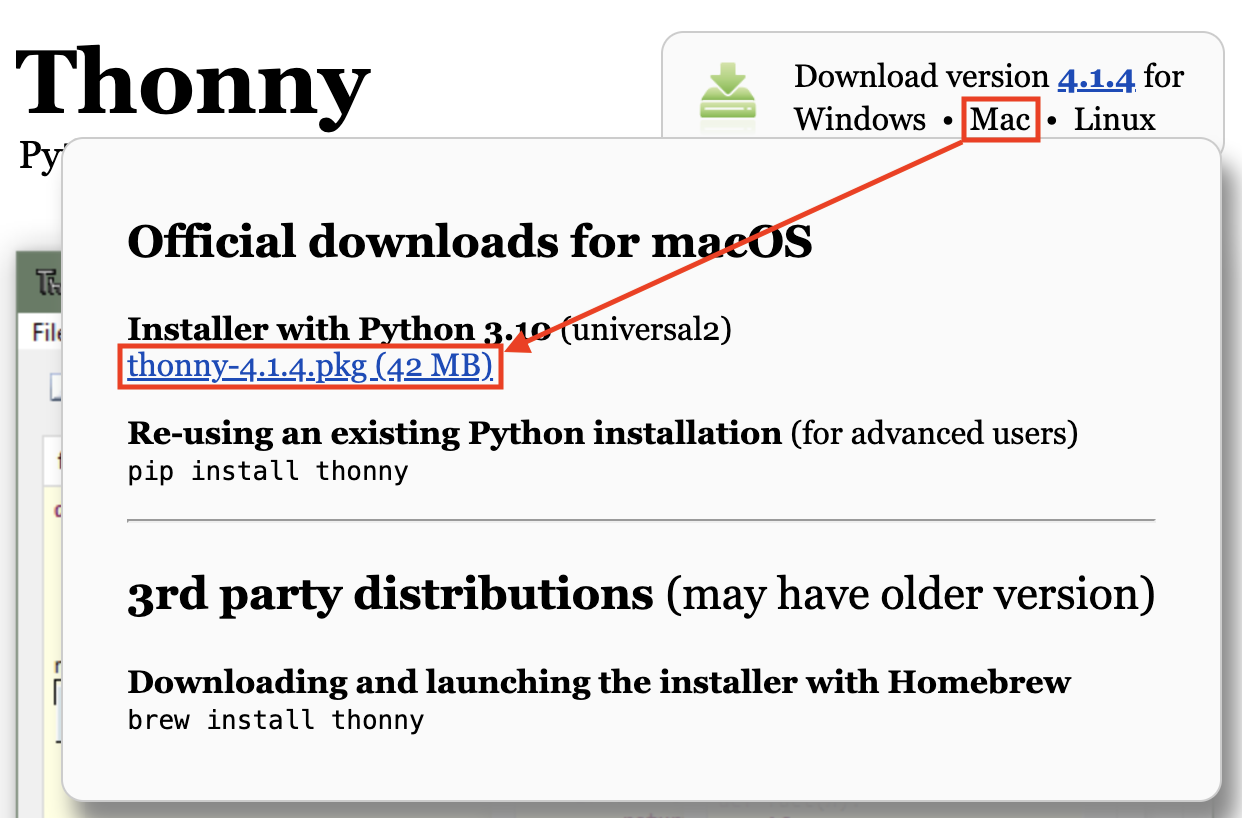 Thonny
Download version 4.1.4 for
Windows • Mac • Linux
Py
Official downloads for macOS
Installer with Python 3.10 (universal2)
File
thonny-4.1.4.pkg (42 MB)
Re-using an existing Python installation (for advanced users)
pip install thonny
3rd party distributions (may have older version)
Downloading and launching the installer with Homebrew
brew install thonny